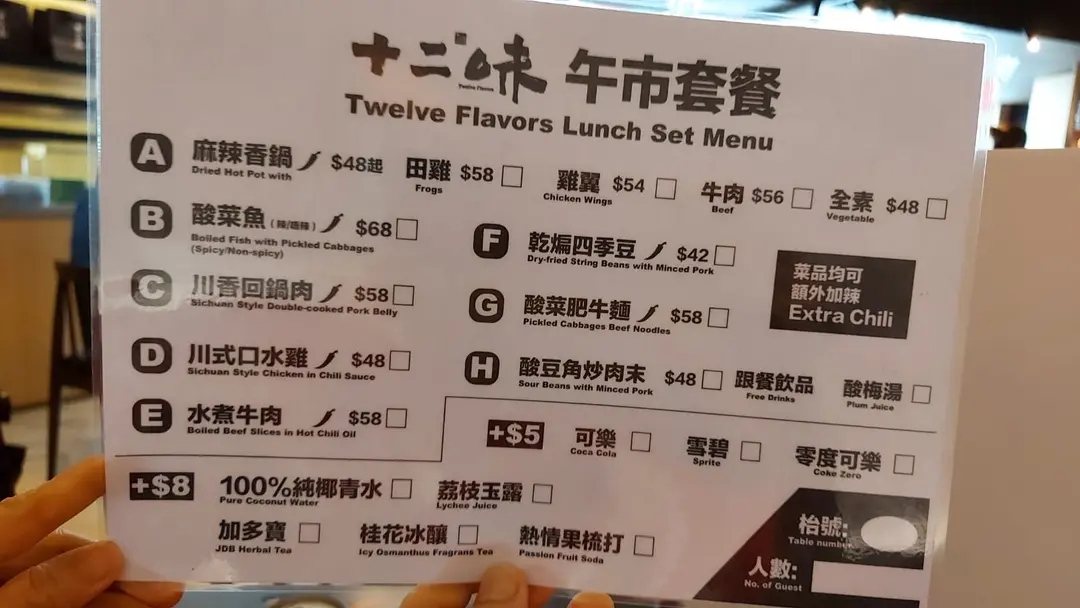 十二味 午市套餐
Twelve Flavors
Twelve Flavors Lunch Set Menu
A 麻辣香鍋 $48起 田雞 $58 雞翼 $54 牛肉 $56 全素 $48
Dried Hot Pot with Frogs Chicken Wings Beef Vegetable
B 酸菜魚(辣/唔辣) $68
Boiled Fish with Pickled Cabbages
(Spicy/Non-spicy)
C 川香回鍋肉 $58
Sichuan Style Double-cooked Pork Belly
D 川式口水雞 $48
Sichuan Style Chicken in Chili Sauce
E 水煮牛肉 $58
Boiled Beef Slices in Hot Chili Oil
F 乾煸四季豆 $42
Dry-fried String Beans with Minced Pork
G 酸菜肥牛麵 $58
Pickled Cabbages Beef Noodles
H 酸豆角炒肉末 $48
Sour Beans with Minced Pork
菜品均可
額外加辣
Extra Chili
跟餐飲品 酸梅湯
Free Drinks Plum Juice
+$5 可樂 雪碧 零度可樂
Coca Cola Sprite Coke Zero
+$8 100%純椰青水 荔枝玉露
Pure Coconut Water Lychee Juice
加多寶 桂花冰釀 熱情果梳打
JDB Herbal Tea Icy Osmanthus Fragrans Tea Passion Fruit Soda
枱號:
Table number
人數:
No. of Guest